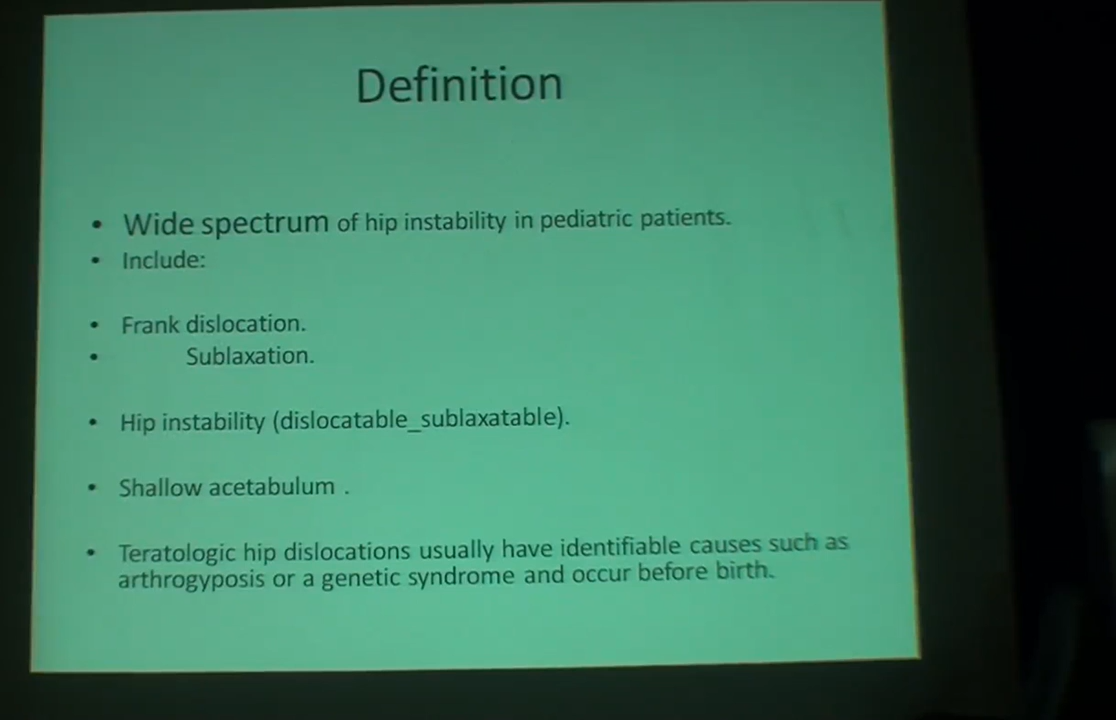 Definition
• Wide spectrum of hip instability in pediatric patients.
• Include:
• Frank dislocation.
• Sublaxation.
• Hip instability (dislocatable_sublaxatable).
• Shallow acetabulum .
• Teratologic hip dislocations usually have identifiable causes such as
arthrogyposis or a genetic syndrome and occur before birth.